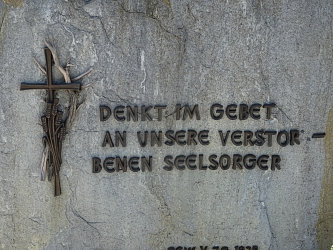 DENKT IM GEBET
AN UNSERE VERSTOR-
BENEN SEELSORGER